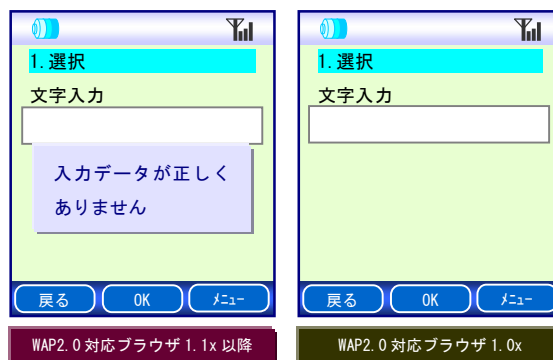 1.選択
文字入力
入力データが正しく
ありません
戻る
OK
ﾒﾆｭｰ
WAP2.0対応ブラウザ1.1x以降
1.選択
文字入力
戻る
OK
ﾒﾆｭｰ
WAP2.0対応ブラウザ1.0x